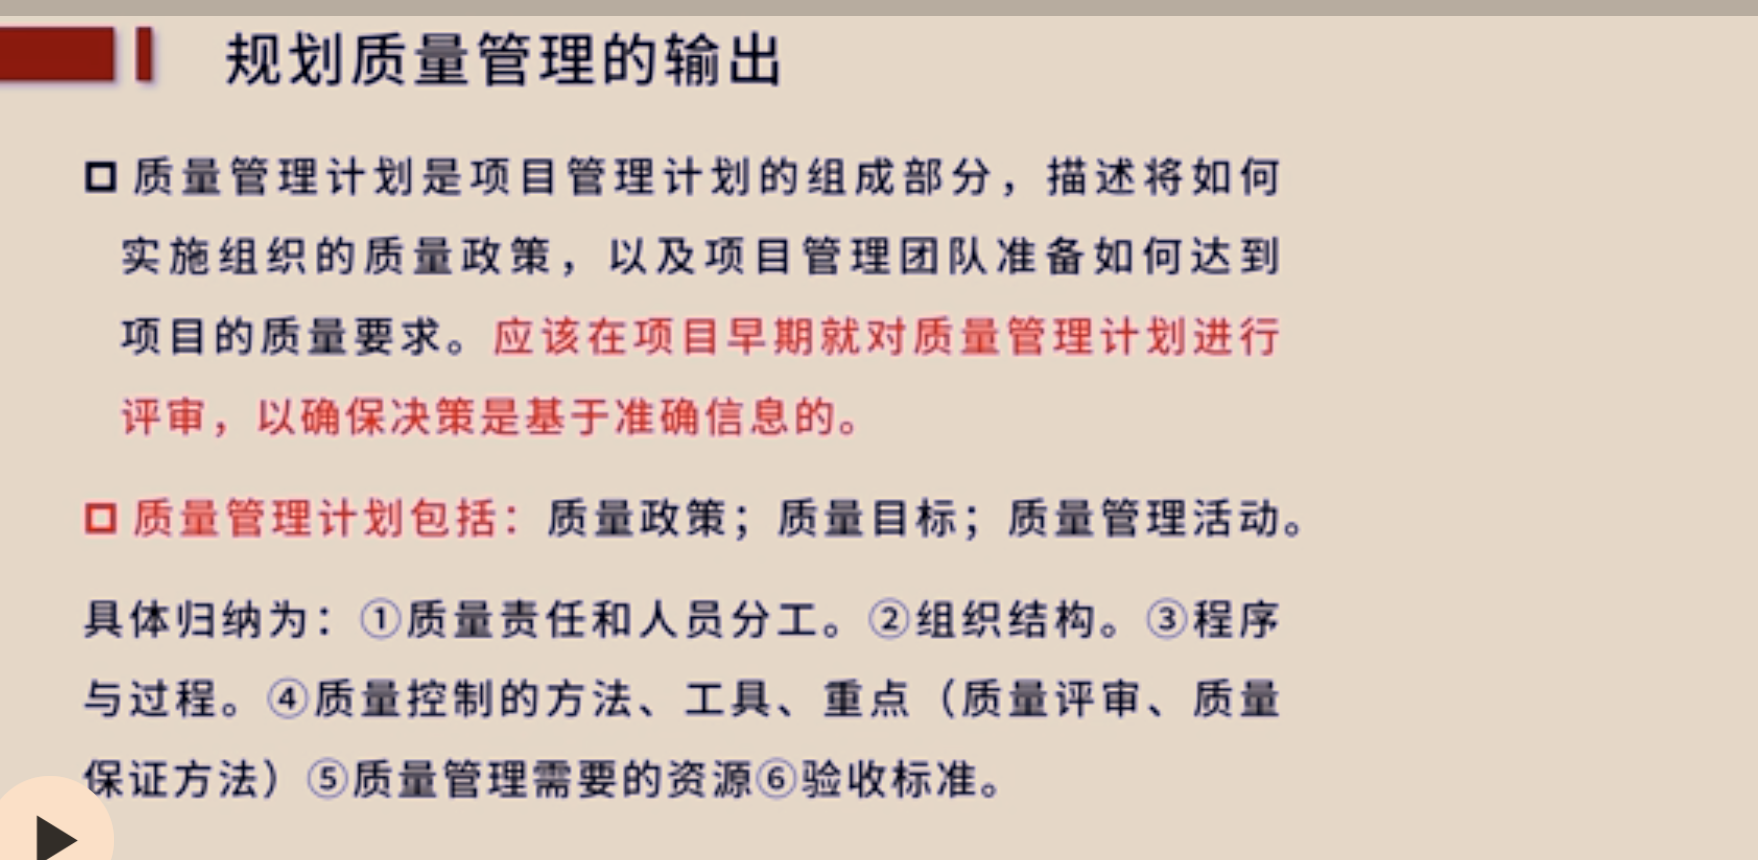 规划质量管理的输出
质量管理计划是项目管理计划的组成部分，描述将如何
实施组织的质量政策，以及项目管理团队准备如何达到
项目的质量要求。应该在项目早期就对质量管理计划进行
评审，以确保决策是基于准确信息的。
质量管理计划包括：质量政策；质量目标；质量管理活动。
具体归纳为：①质量责任和人员分工。②组织结构。③程序
与过程。④质量控制的方法、工具、重点（质量评审、质量
保证方法）⑤质量管理需要的资源⑥验收标准。